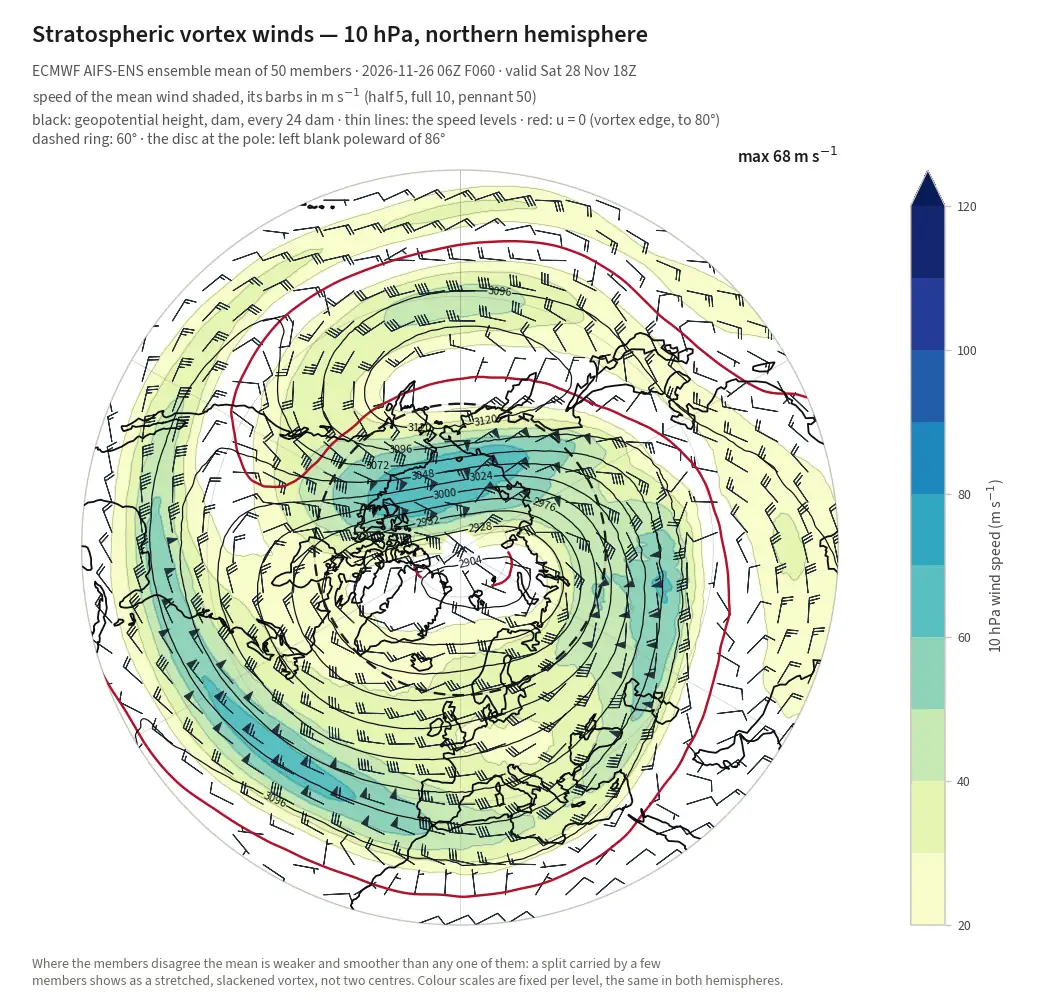 Stratospheric vortex winds — 10 hPa, northern hemisphere
ECMWF AIFS-ENS ensemble mean of 50 members · 2026-11-26 06Z F060 · valid Sat 28 Nov 18Z
speed of the mean wind shaded, its barbs in m s⁻¹ (half 5, full 10, pennant 50)
black: geopotential height, dam, every 24 dam · thin lines: the speed levels · red: u = 0 (vortex edge, to 80°)
dashed ring: 60° · the disc at the pole: left blank poleward of 86°
max 68 m s⁻¹
120
100
80
60
40
20
10 hPa wind speed (m s⁻¹)
3096
3120
3096
3072
3048
3024
3000
2976
2928
2904
3096
Where the members disagree the mean is weaker and smoother than any one of them: a split carried by a few
members shows as a stretched, slackened vortex, not two centres. Colour scales are fixed per level, the same in both hemispheres.